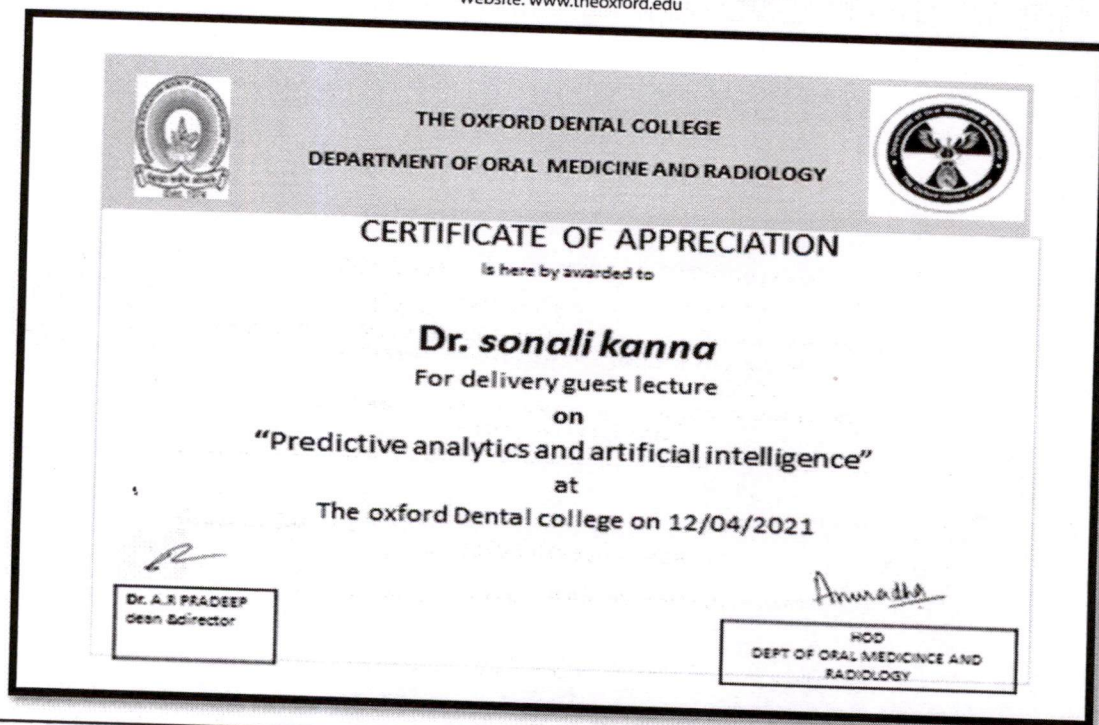 Website: www.theoxford.edu
THE OXFORD DENTAL COLLEGE
DEPARTMENT OF ORAL MEDICINE AND RADIOLOGY
CERTIFICATE OF APPRECIATION
Is here by awarded to
Dr. sonali kanna
For delivery guest lecture
on
“Predictive analytics and artificial intelligence”
at
The oxford Dental college on 12/04/2021
Dr. A.R PRADEEP
dean &director
Anuradha
HOD
DEPT OF ORAL MEDICINCE AND
RADIOLOGY